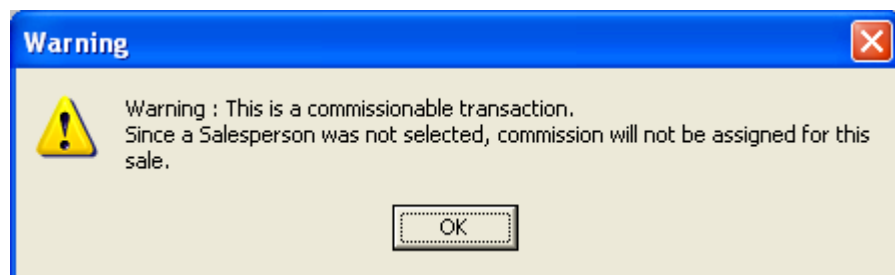 Warning
Warning : This is a commissionable transaction.
Since a Salesperson was not selected, commission will not be assigned for this
sale.
OK